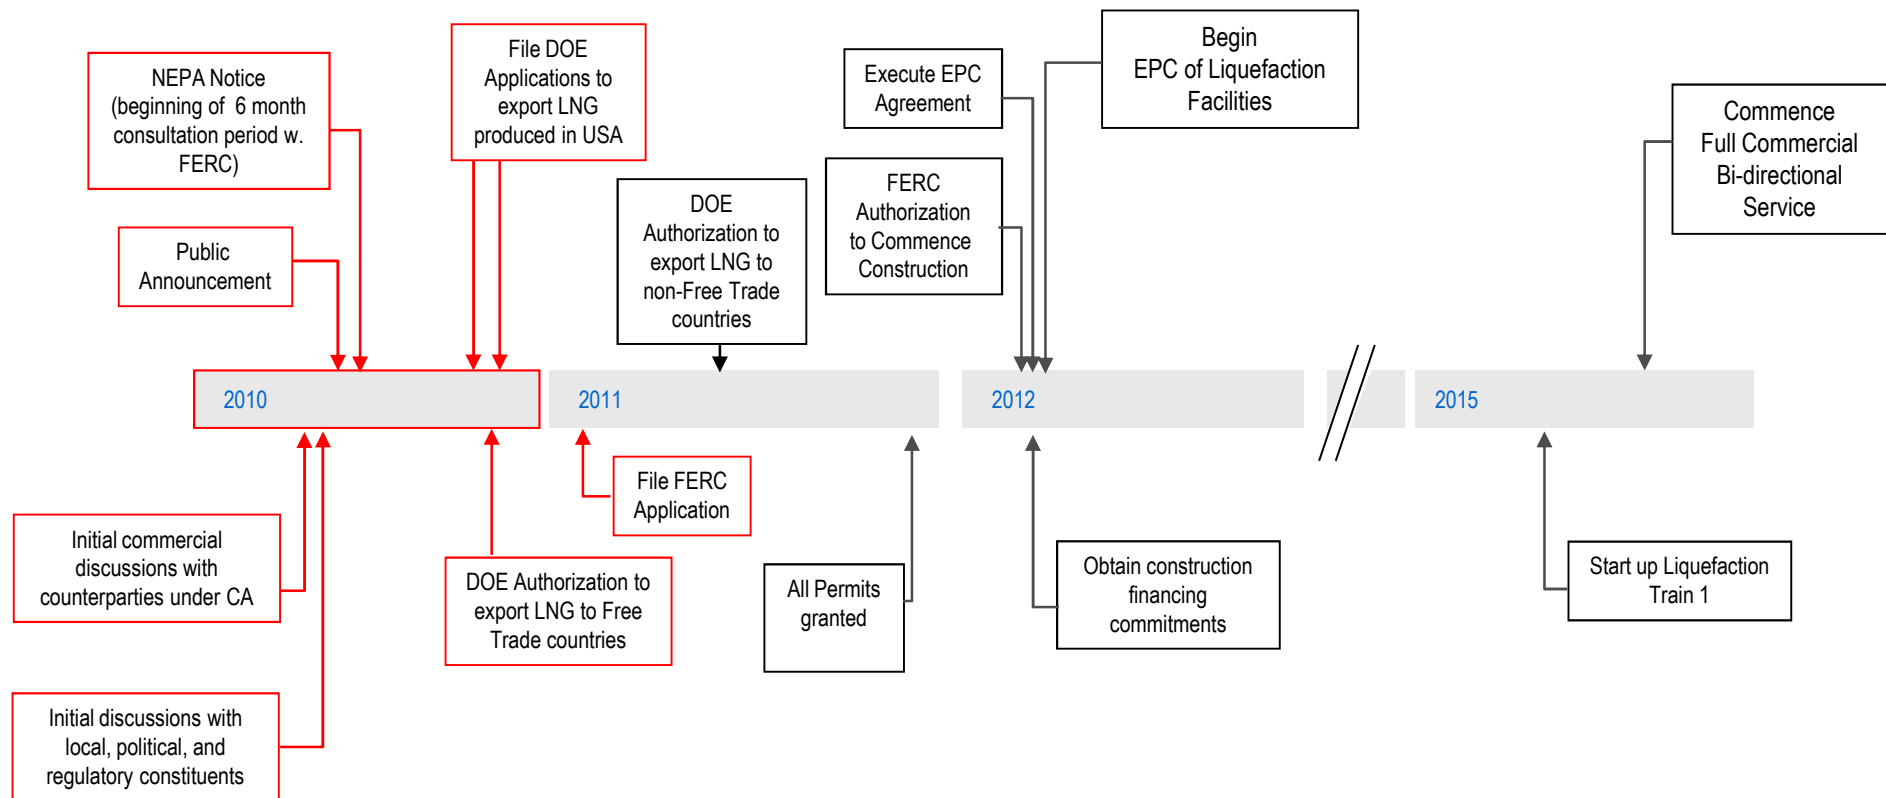 NEPA Notice
(beginning of 6 month
consultation period w.
FERC)
File DOE
Applications to
export LNG
produced in USA
Execute EPC
Agreement
Begin
EPC of Liquefaction
Facilities
Commence
Full Commercial
Bi-directional
Service
Public
Announcement
DOE
Authorization to
export LNG to
non-Free Trade
countries
FERC
Authorization
to Commence
Construction
2010
2011
2012
2015
Initial commercial
discussions with
counterparties under CA
DOE Authorization to
export LNG to Free
Trade countries
File FERC
Application
All Permits
granted
Obtain construction
financing
commitments
Start up Liquefaction
Train 1
Initial discussions with
local, political, and
regulatory constituents